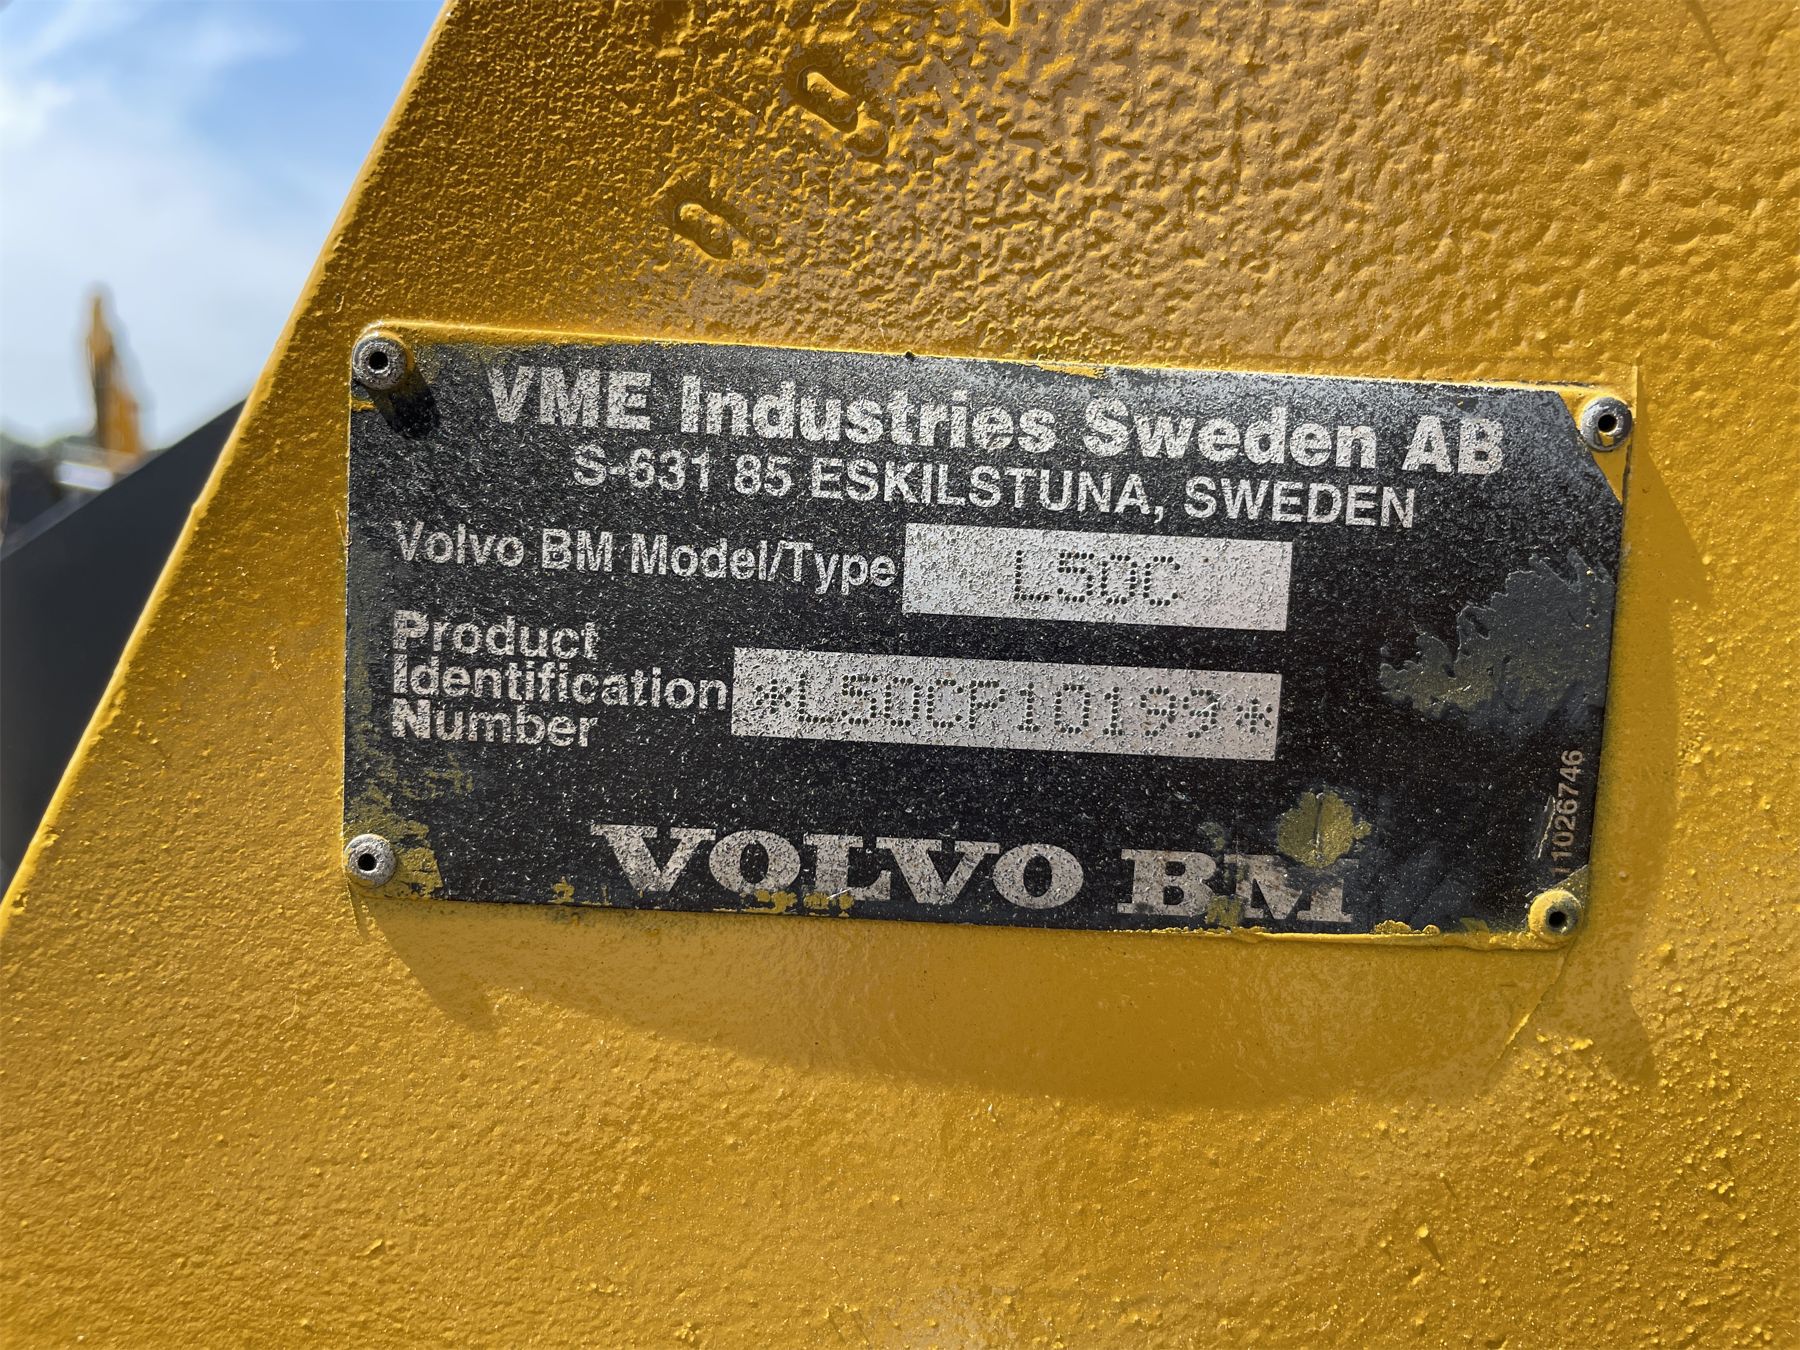 VME Industries Sweden AB
S-631 85 ESKILSTUNA, SWEDEN
Volvo BM Model/Type L50C
Product
Identification
Number
*L50CP10199*
VOLVO BM
11026746